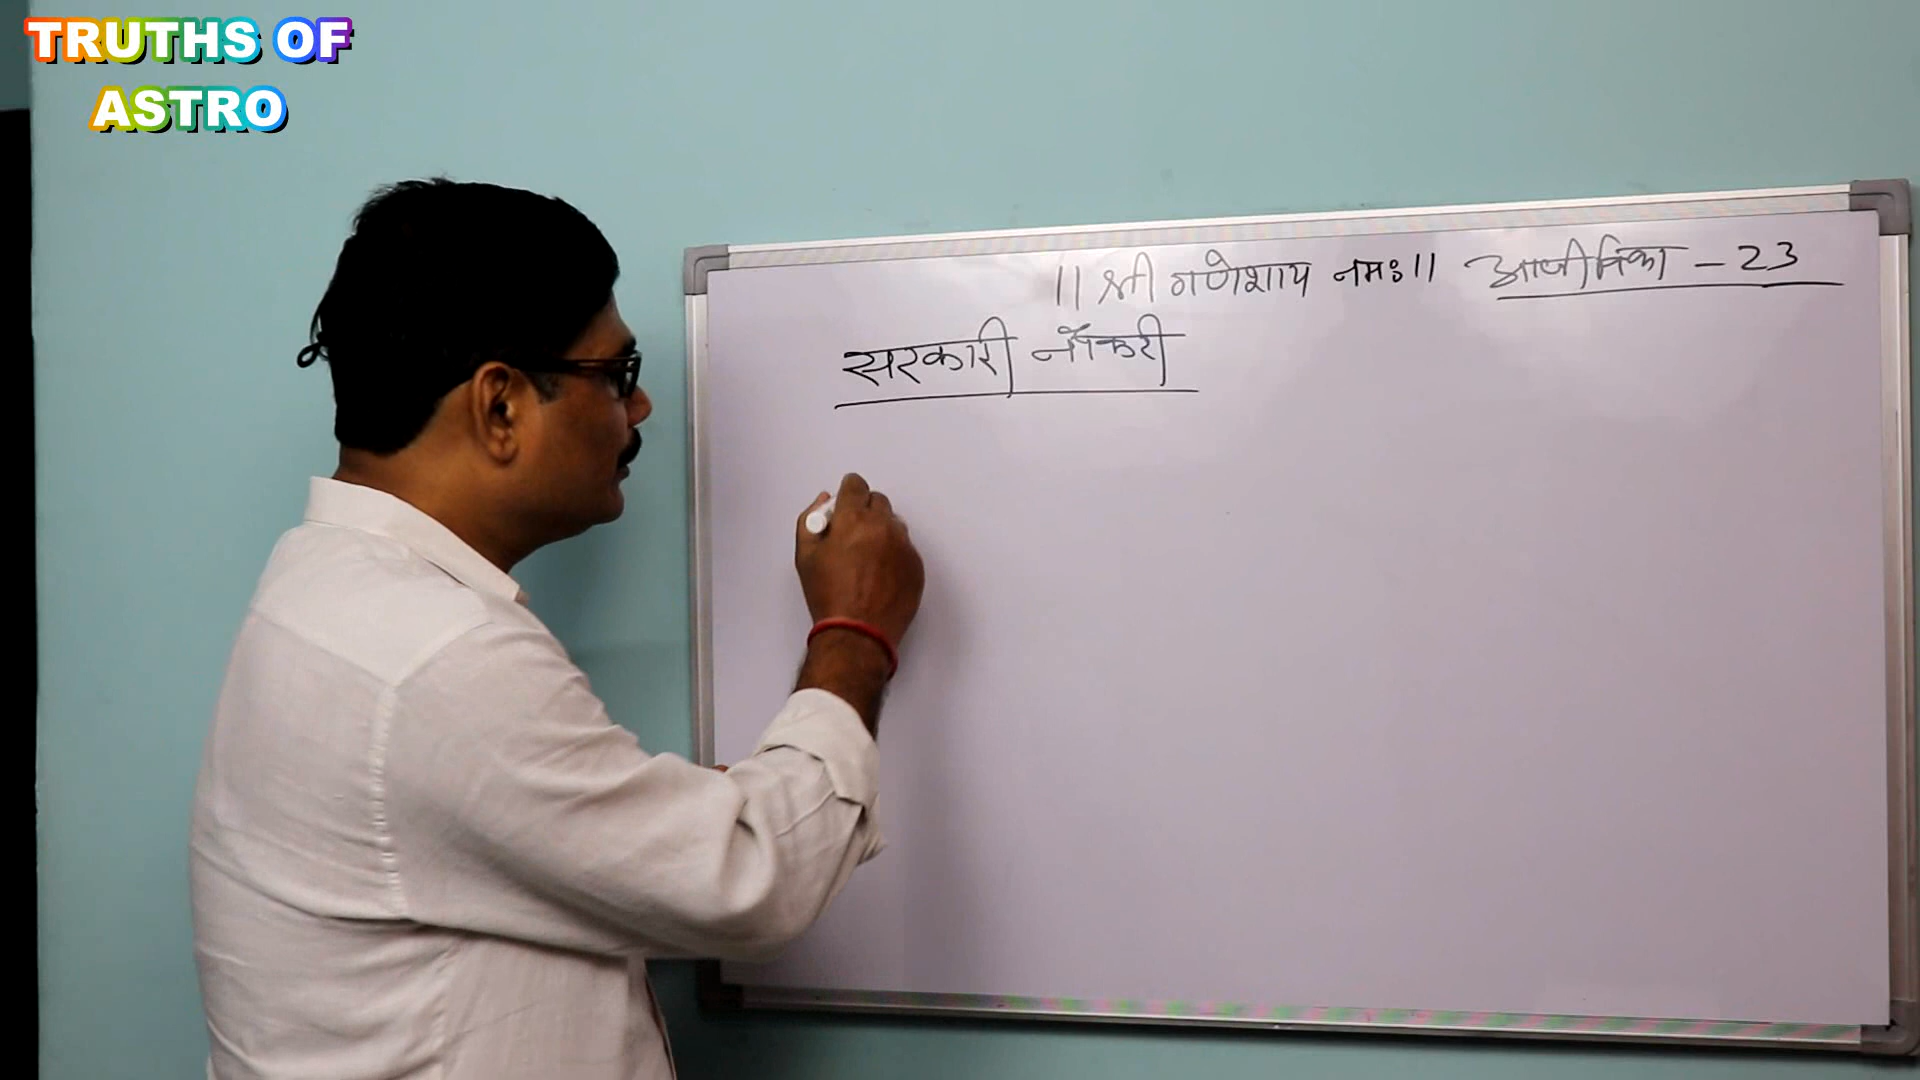 TRUTHS OF
ASTRO
॥ श्री गणेशाय नमः ॥ आजीविका - 23
सरकारी नौकरी